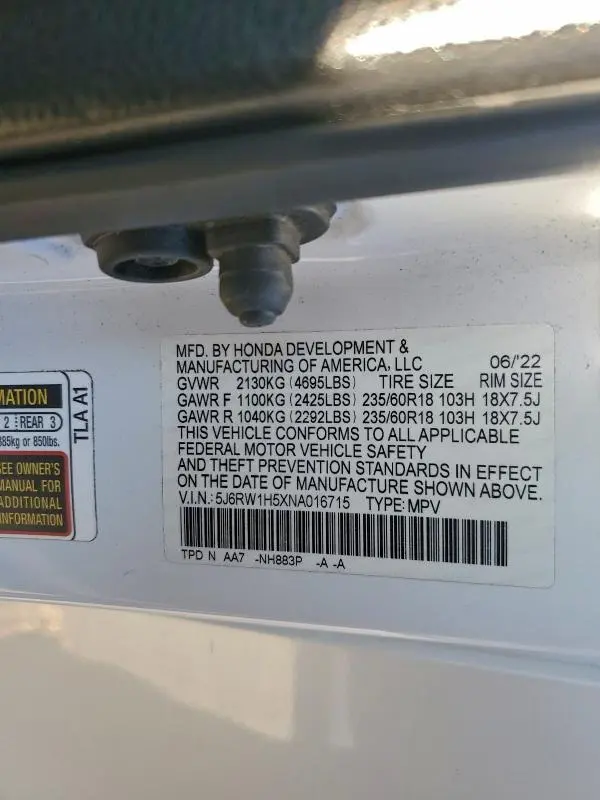 MFD. BY HONDA DEVELOPMENT &
MANUFACTURING OF AMERICA, LLC 06/'22
GVWR 2130KG (4695LBS) TIRE SIZE RIM SIZE
GAWR F 1100KG (2425LBS) 235/60R18 103H 18X7.5J
GAWR R 1040KG (2292LBS) 235/60R18 103H 18X7.5J
THIS VEHICLE CONFORMS TO ALL APPLICABLE
FEDERAL MOTOR VEHICLE SAFETY
AND THEFT PREVENTION STANDARDS IN EFFECT
ON THE DATE OF MANUFACTURE SHOWN ABOVE.
V.I.N.: 5J6RW1H5XNA016715 TYPE:MPV
TPD N AA7 -NH883P -A -A
MATION
2 REAR 3
385kg or 850lbs.
SEE OWNER'S
MANUAL FOR
ADDITIONAL
INFORMATION
TLA A1